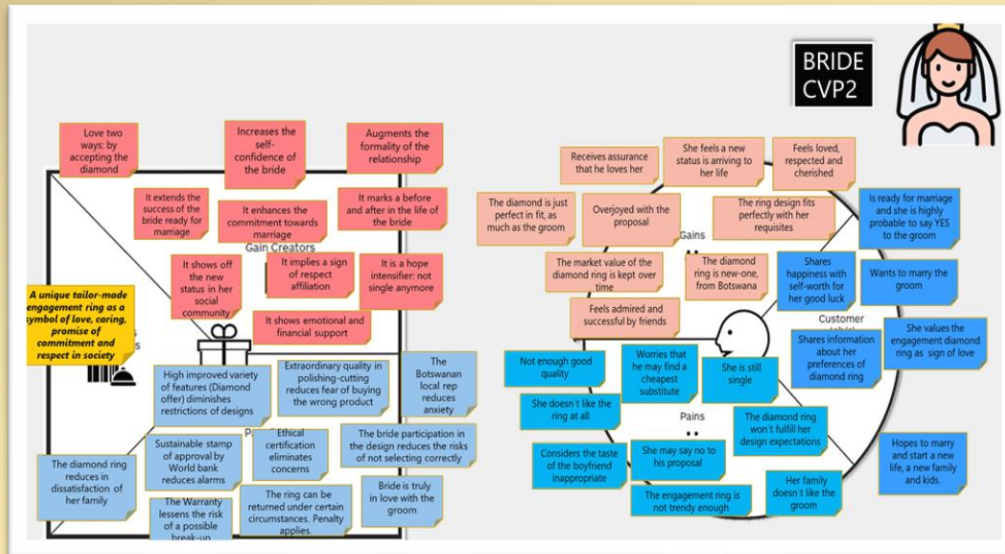 BRIDE
CVP2
Love two
ways: by
accepting the
diamond
Increases the
self-
confidence of
the bride
Augments the
formality of the
relationship
It extends the
success of the
bride ready for
marriage
It enhances the
commitment towards
marriage
It marks a before
and after in the life of
the bride
Gain Creators
It shows off
the new
status in her
social
community
It implies a sign
of respect
affiliation
It is a hope
intensifier: not
single anymore
It shows emotional and
financial support
A unique tailor-made
engagement ring as a
symbol of love, caring,
promise of
commitment and
respect in society
High improved variety
of features (Diamond
offer) diminishes
restrictions of designs
Extraordinary quality in
polishing-cutting
reduces fear of buying
the wrong product
The
Botswanan
local rep
reduces
anxiety
The diamond ring
reduces in
dissatisfaction of
her family
Sustainable stamp
of approval by
World bank
reduces alarms
Ethical
certification
eliminates
concerns
The bride participation in
the design reduces the risks
of not selecting correctly
The Warranty
lessens the risk
of a possible
break-up
The ring can be
returned under certain
circumstances. Penalty
applies.
Bride is truly
in love with the
groom
Receives assurance
that he loves her
She feels a new
status is arriving to
her life
Feels loved,
respected and
cherished
The diamond is just
perfect in fit, as
much as the groom
Overjoyed with the
proposal
The ring design fits
perfectly with her
requisites
Gains
The market value of the
diamond ring is kept over
time
The diamond
ring is new-one,
from Botswana
Feels admired and
successful by friends
Is ready for marriage
and she is highly
probable to say YES
to the groom
Shares
happiness with
self-worth for
her good luck
Wants to marry the
groom
Customer
Shares information
about her
preferences of
diamond ring
She values the
engagement diamond
ring as sign of love
Hopes to marry
and start a new
life, a new family
and kids.
Not enough good
quality
Worries that
he may find a
cheapest
substitute
She is still
single
She doesn´t like the
ring at all
Pains
The diamond ring
won´t fulfill her
design expectations
Considers the taste
of the boyfriend
inappropriate
She may say no to
his proposal
The engagement ring is
not trendy enough
Her family
doesn´t like the
groom